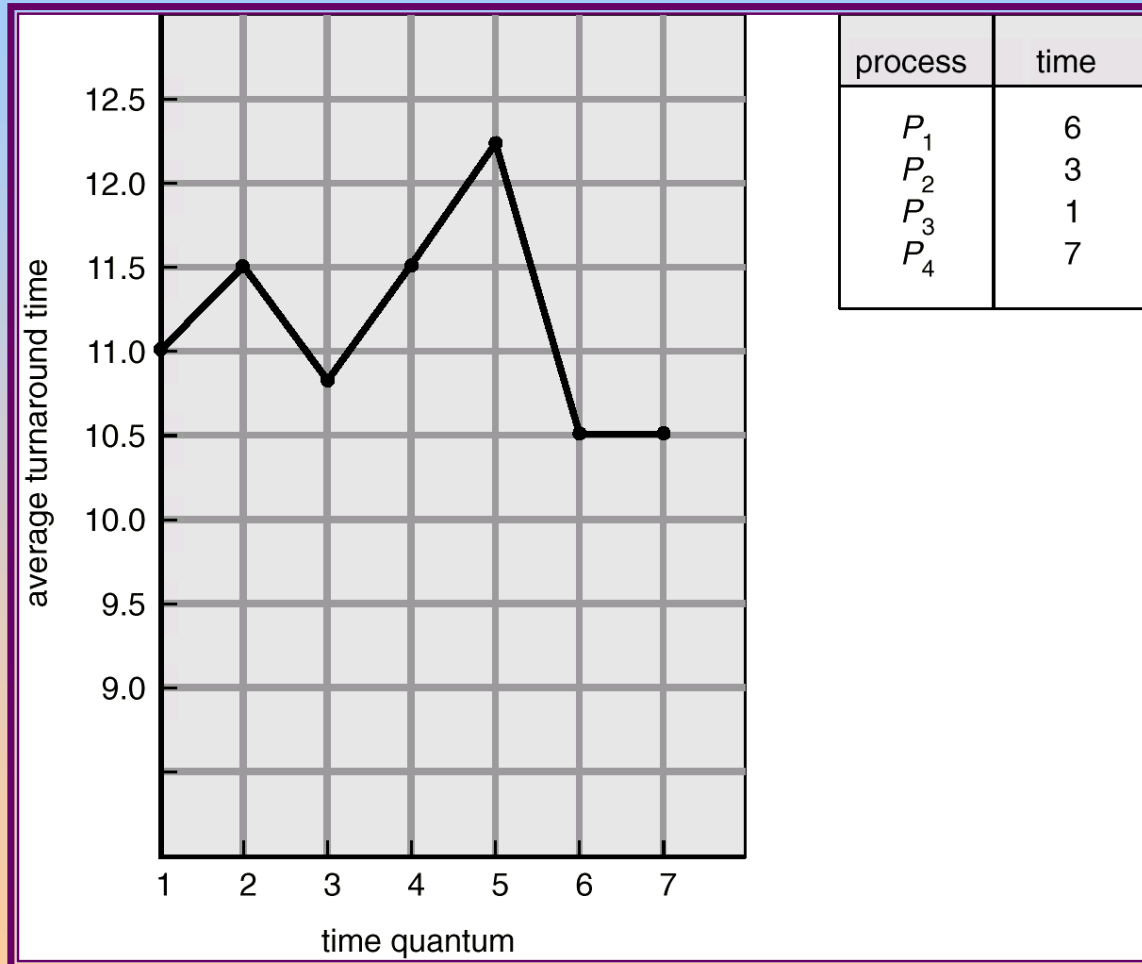 process time
P1 6
P2 3
P3 1
P4 7
12.5
12.0
11.5
11.0
10.5
10.0
9.5
9.0
average turnaround time
1 2 3 4 5 6 7
time quantum